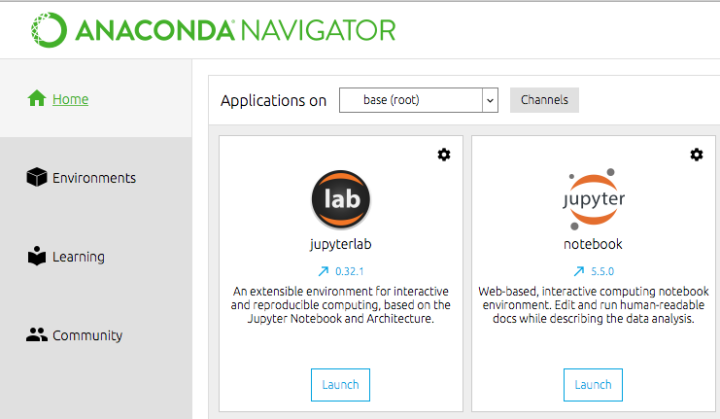 ANACONDA NAVIGATOR
Home
Environments
Learning
Community
Applications on
base (root)
Channels
lab
jupyterlab
0.32.1
An extensible environment for interactive
and reproducible computing, based on the
Jupyter Notebook and Architecture.
Launch
jupyter
notebook
5.5.0
Web-based, interactive computing notebook
environment. Edit and run human-readable
docs while describing the data analysis.
Launch